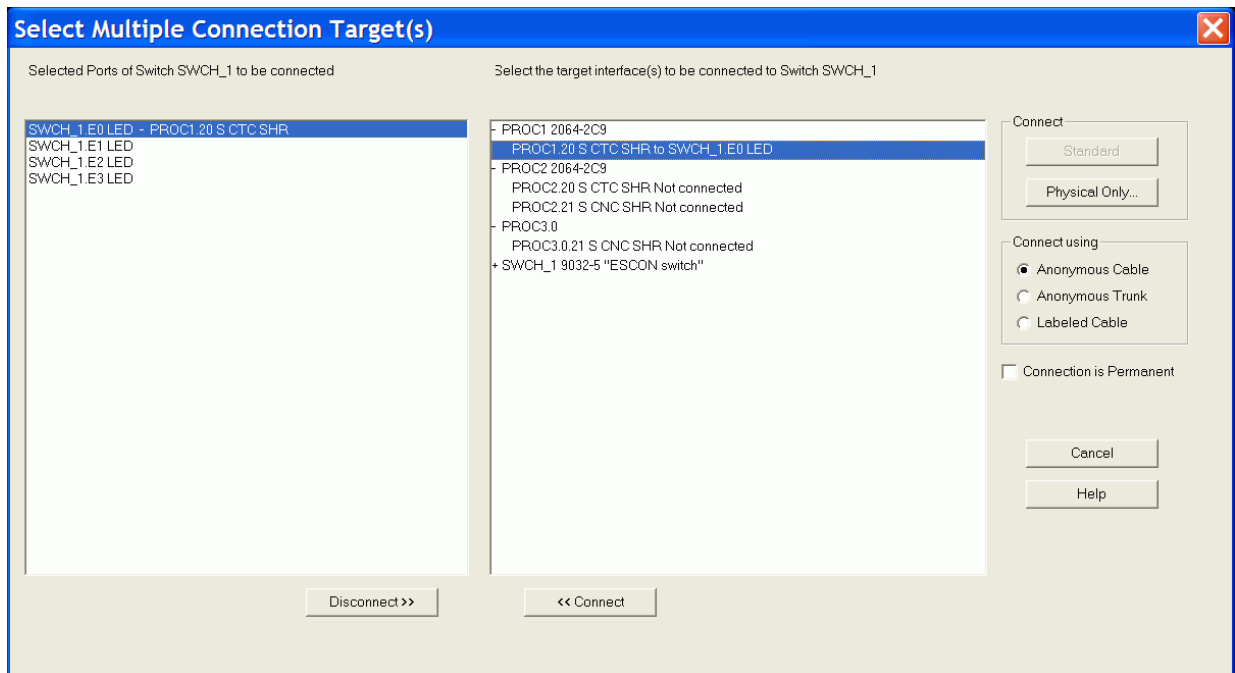 Select Multiple Connection Target(s)
Selected Ports of Switch SWCH_1 to be connected
Select the target interface(s) to be connected to Switch SWCH_1
SWCH_1.E0 LED - PROC1.20 S CTC SHR
SWCH_1.E1 LED
SWCH_1.E2 LED
SWCH_1.E3 LED
- PROC1 2064-2C9
PROC1.20 S CTC SHR to SWCH_1.E0 LED
- PROC2 2064-2C9
PROC2.20 S CTC SHR Not connected
PROC2.21 S CNC SHR Not connected
- PROC3.0
PROC3.0.21 S CNC SHR Not connected
+ SWCH_1 9032-5 "ESCON switch"
Connect
Standard
Physical Only...
Connect using
Anonymous Cable
Anonymous Trunk
Labeled Cable
Connection is Permanent
Cancel
Help
Disconnect >>
<< Connect